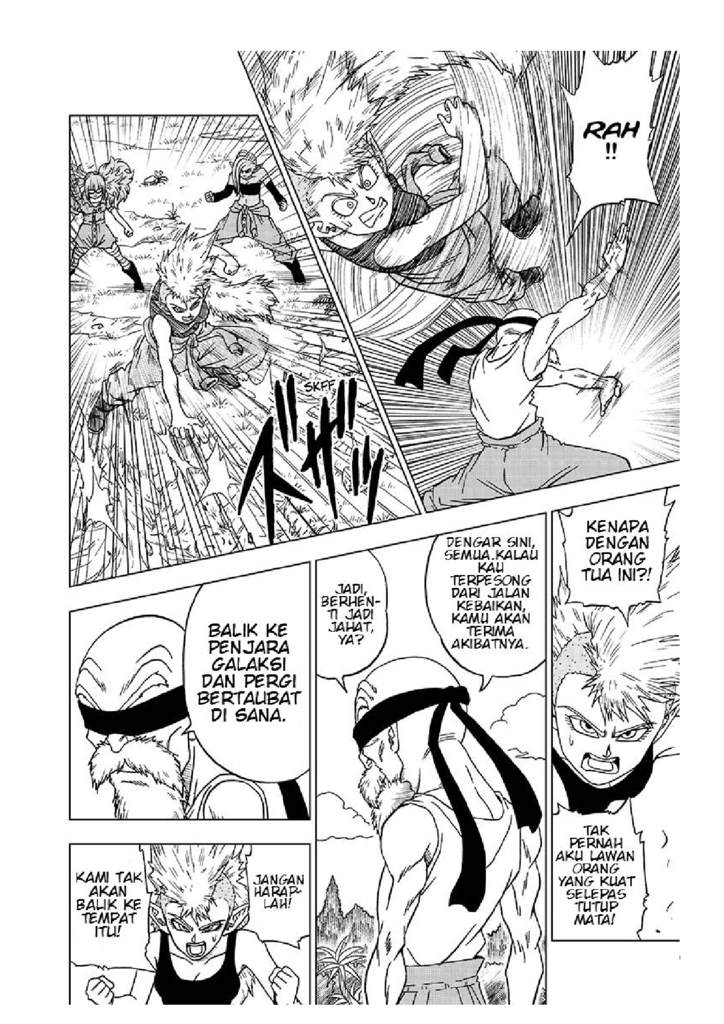 RAH
!!
SKFF
ズザザッ
KENAPA
DENGAN
ORANG
TUA INI?!
TAK
PERNAH
AKU LAWAN
ORANG
YANG KUAT
SELEPAS
TUTUP
MATA!
DENGAR SINI,
SEMUA.KALAU
KAU
TERPESONG
DARI JALAN
KEBAIKAN,
KAMU AKAN
TERIMA
AKIBATNYA.
JADI,
BERHEN-
TI JADI
JAHAT,
YA?
BALIK KE
PENJARA
GALAKSI
DAN PERGI
BERTAUBAT
DI SANA.
JANGAN
HARAP-
LAH!
KAMI TAK
AKAN
BALIK KE
TEMPAT
ITU!